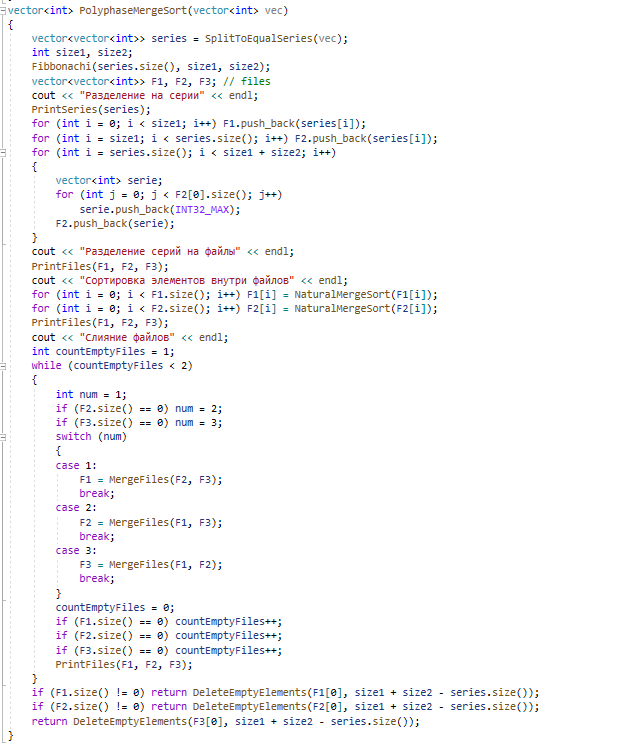 vector<int> PolyphaseMergeSort(vector<int> vec)
{
vector<vector<int>> series = SplitToEqualSeries(vec);
int size1, size2;
Fibbonachi(series.size(), size1, size2);
vector<vector<int>> F1, F2, F3; // files
cout << "Разделение на серии" << endl;
PrintSeries(series);
for (int i = 0; i < size1; i++) F1.push_back(series[i]);
for (int i = size1; i < series.size(); i++) F2.push_back(series[i]);
for (int i = series.size(); i < size1 + size2; i++)
{
vector<int> serie;
for (int j = 0; j < F2[0].size(); j++)
serie.push_back(INT32_MAX);
F2.push_back(serie);
}
cout << "Разделение серий на файлы" << endl;
PrintFiles(F1, F2, F3);
cout << "Сортировка элементов внутри файлов" << endl;
for (int i = 0; i < F1.size(); i++) F1[i] = NaturalMergeSort(F1[i]);
for (int i = 0; i < F2.size(); i++) F2[i] = NaturalMergeSort(F2[i]);
PrintFiles(F1, F2, F3);
cout << "Слияние файлов" << endl;
int countEmptyFiles = 1;
while (countEmptyFiles < 2)
{
int num = 1;
if (F2.size() == 0) num = 2;
if (F3.size() == 0) num = 3;
switch (num)
{
case 1:
F1 = MergeFiles(F2, F3);
break;
case 2:
F2 = MergeFiles(F1, F3);
break;
case 3:
F3 = MergeFiles(F1, F2);
break;
}
countEmptyFiles = 0;
if (F1.size() == 0) countEmptyFiles++;
if (F2.size() == 0) countEmptyFiles++;
if (F3.size() == 0) countEmptyFiles++;
PrintFiles(F1, F2, F3);
}
if (F1.size() != 0) return DeleteEmptyElements(F1[0], size1 + size2 - series.size());
if (F2.size() != 0) return DeleteEmptyElements(F2[0], size1 + size2 - series.size());
return DeleteEmptyElements(F3[0], size1 + size2 - series.size());
}